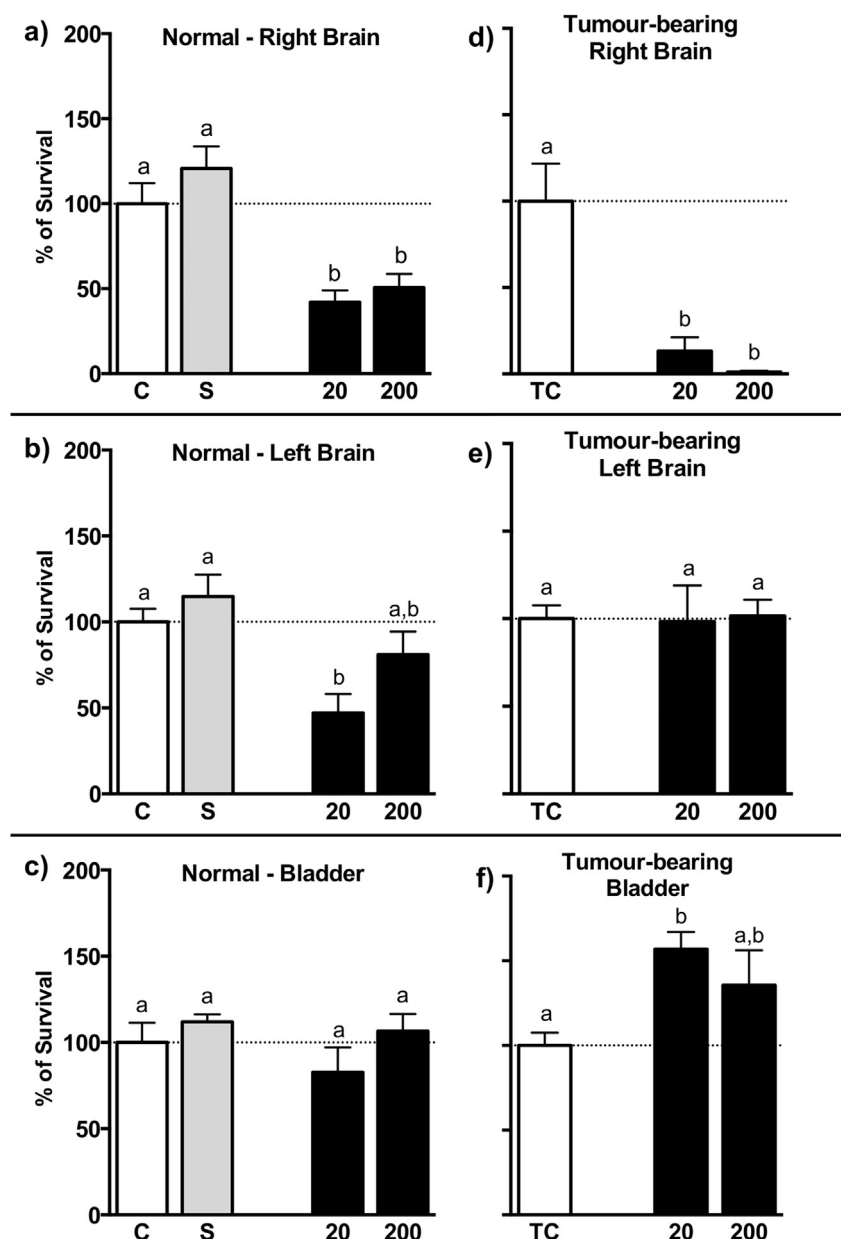 a)
Normal - Right Brain
% of Survival
200
150
100
50
0
a
a
b
b
C
S
20
200
d)
Tumour-bearing
Right Brain
a
b
b
TC
20
200
b)
Normal - Left Brain
% of Survival
200
150
100
50
0
a
a
b
a,b
C
S
20
200
e)
Tumour-bearing
Left Brain
a
a
a
TC
20
200
c)
Normal - Bladder
% of Survival
200
150
100
50
0
a
a
a
a
C
S
20
200
f)
Tumour-bearing
Bladder
a
b
a,b
TC
20
200